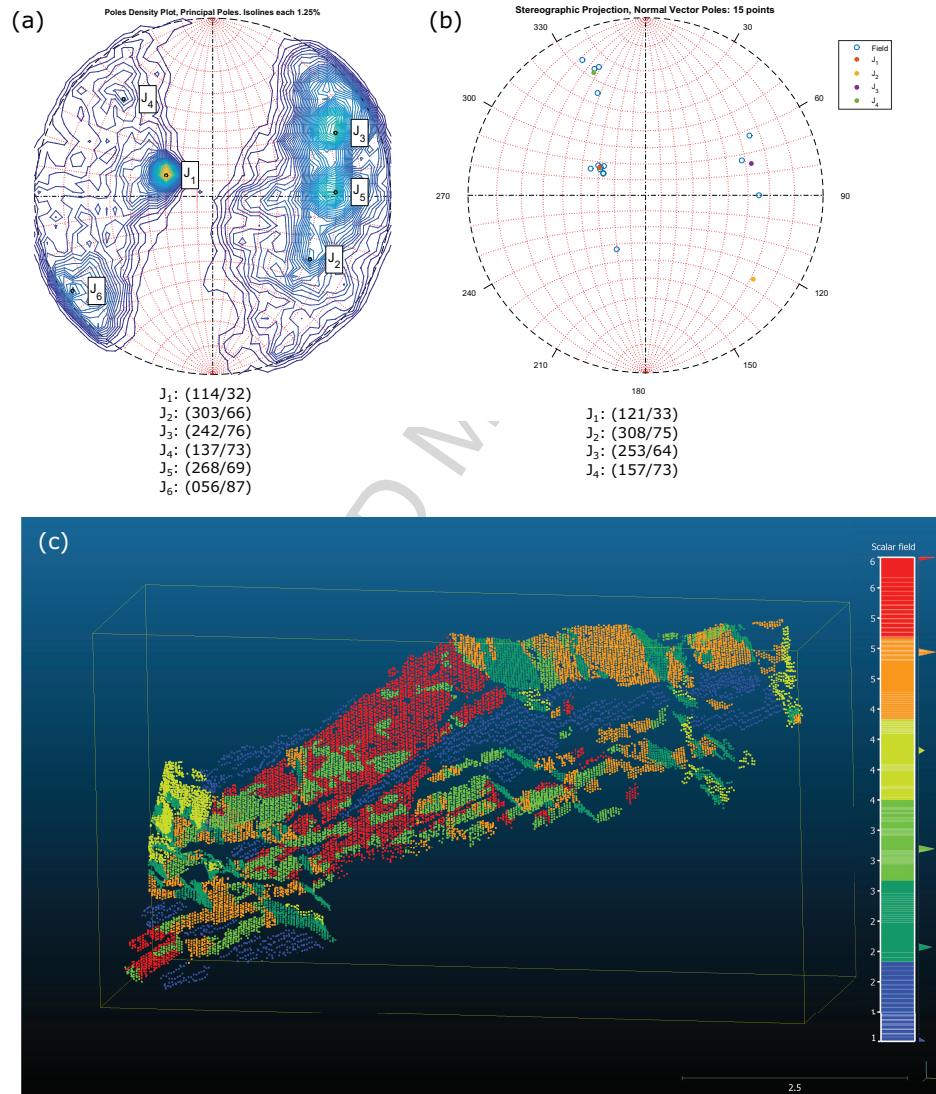 (a)
Poles Density Plot, Principal Poles. Isolines each 1.25%
J4
J3
J1
J5
J2
J6
J1: (114/32)
J2: (303/66)
J3: (242/76)
J4: (137/73)
J5: (268/69)
J6: (056/87)
(b)
Stereographic Projection, Normal Vector Poles: 15 points
330
30
300
60
270
90
240
120
210
150
180
Field
J1
J2
J3
J4
J1: (121/33)
J2: (308/75)
J3: (253/64)
J4: (157/73)
D M
(c)
Scalar field
6
6
5
5
5
4
4
4
4
3
3
3
2
2
2
1
1
2.5